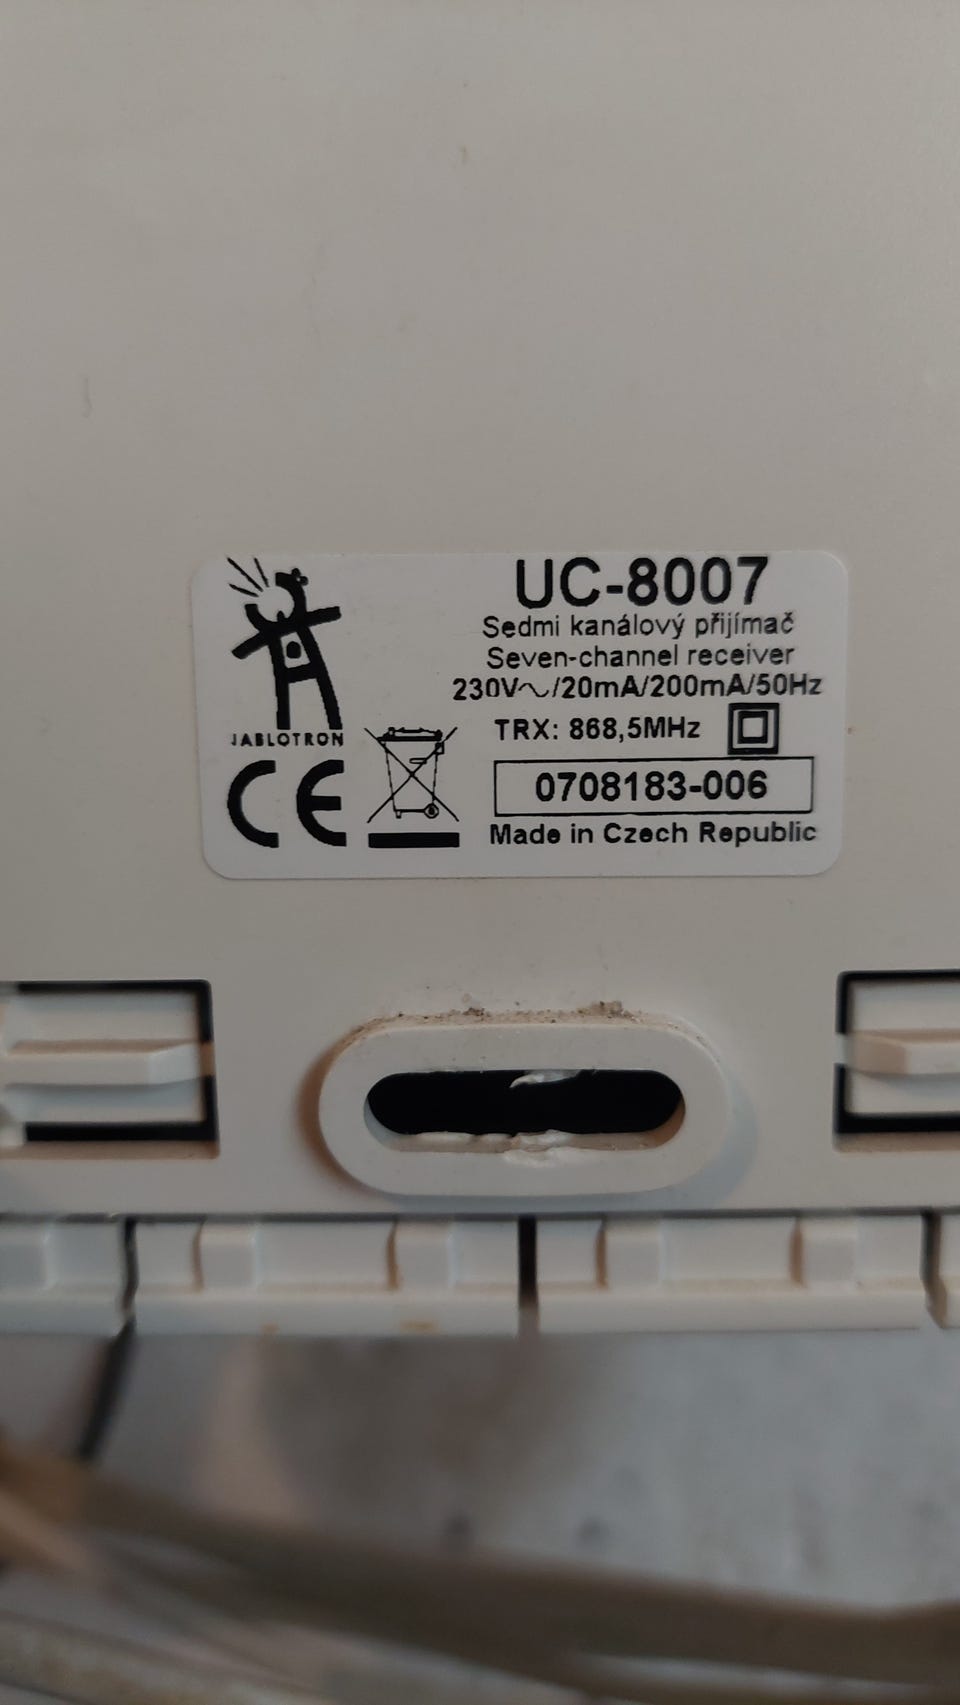 UC-8007
Sedmi kanálový přijímač
Seven-channel receiver
230V~/20mA/200mA/50Hz
TRX: 868,5MHz
JABLOTRON
CE
0708183-006
Made in Czech Republic